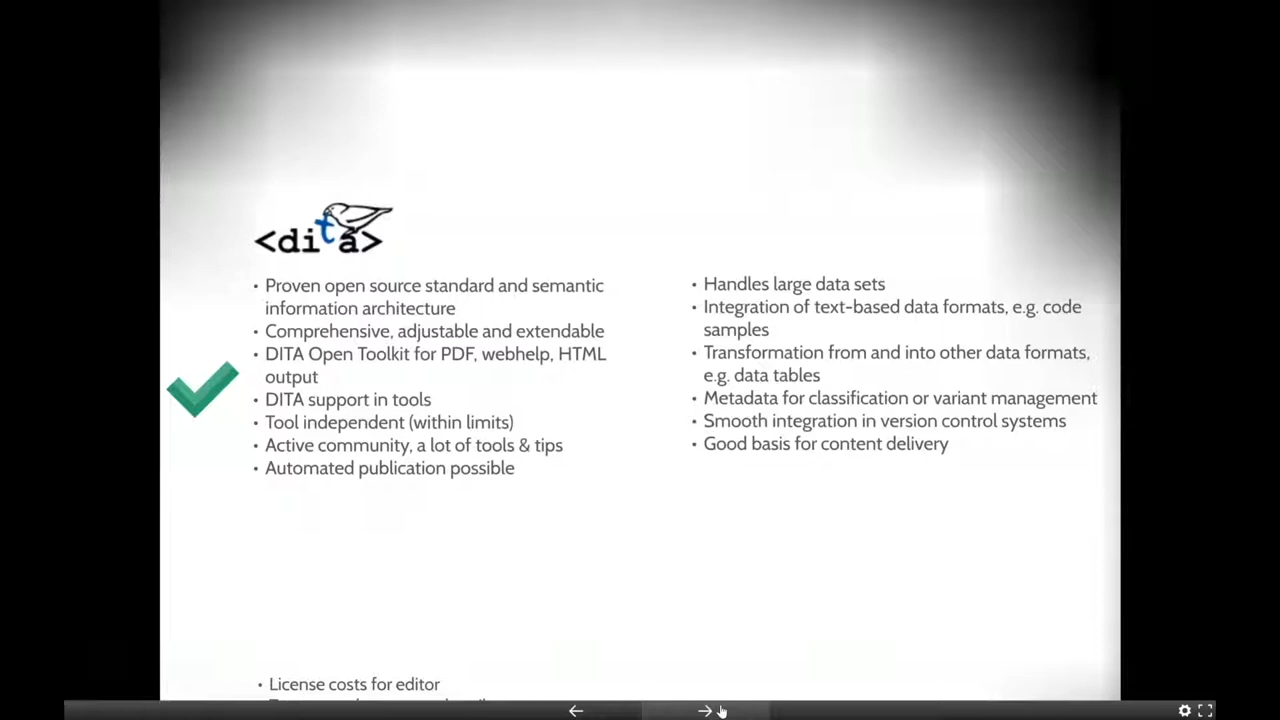 <dita>
• Proven open source standard and semantic
information architecture
• Comprehensive, adjustable and extendable
• DITA Open Toolkit for PDF, webhelp, HTML
output
• DITA support in tools
• Tool independent (within limits)
• Active community, a lot of tools & tips
• Automated publication possible
• Handles large data sets
• Integration of text-based data formats, e.g. code
samples
• Transformation from and into other data formats,
e.g. data tables
• Metadata for classification or variant management
• Smooth integration in version control systems
• Good basis for content delivery
• License costs for editor